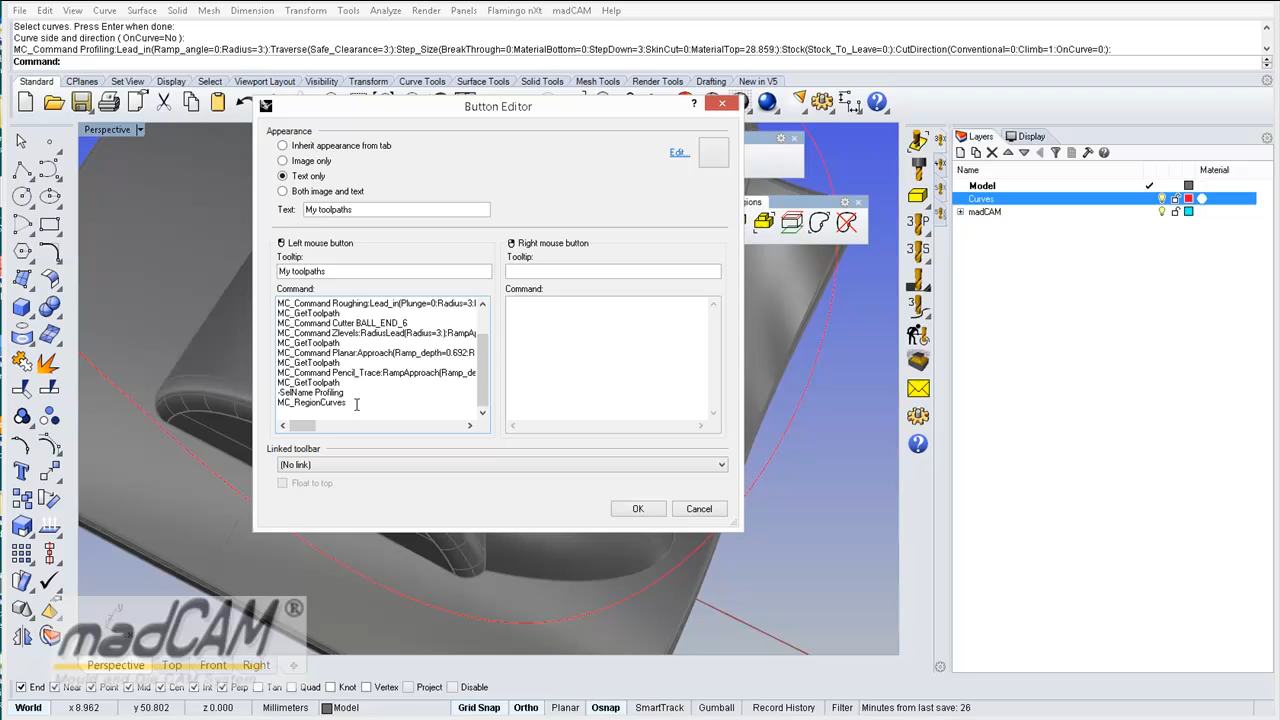 File Edit View Curve Surface Solid Mesh Dimension Transform Tools Analyze Render Panels Flamingo nXt madCAM Help
Select curves. Press Enter when done:
Curve side and direction ( OnCurve=No ):
MC_Command Profiling:Lead_in(Ramp_angle=0:Radius=3:):Traverse(Safe_Clearance=3:):Step_Size(BreakThrough=0:MaterialBottom=0:StepDown=3:SkinCut=0:MaterialTop=28.859:):Stock(Stock_To_Leave=0:):CutDirection(Conventional=0:Climb=1:OnCurve=0:):
Command:
Standard CPlanes Set View Display Select Viewport Layout Visibility Transform Curve Tools Surface Tools Solid Tools Mesh Tools Render Tools Drafting New in V5
Perspective
Button Editor
?
Appearance
Inherit appearance from tab
Image only
Text only
Both image and text
Edit...
Text: My toolpaths
Left mouse button
Tooltip:
My toolpaths
Command:
MC_Command Roughing:Lead_in(Plunge=0:Radius=3:
MC_GetToolpath
MC_Command Cutter BALL_END_6
MC_Command Zlevels:RadiusLead(Radius=3:):RampAp
MC_GetToolpath
MC_Command Planar:Approach(Ramp_depth=0.692:R
MC_GetToolpath
MC_Command Pencil_Trace:RampApproach(Ramp_de
MC_GetToolpath
-SelName Profiling
MC_RegionCurves
Right mouse button
Tooltip:
Command:
Linked toolbar
(No link)
Float to top
OK Cancel
gions
3P
3S
3
Layers Display
Name Material
Model
Curves
madCAM
madCAM®
Mould and Die CAM System
Perspective Top Front Right
End Near Point Mid Cen Int Perp Tan Quad Knot Vertex Project Disable
World x 8.962 y 50.802 z 0.000 Millimeters Model Grid Snap Ortho Planar Osnap SmartTrack Gumball Record History Filter Minutes from last save: 26